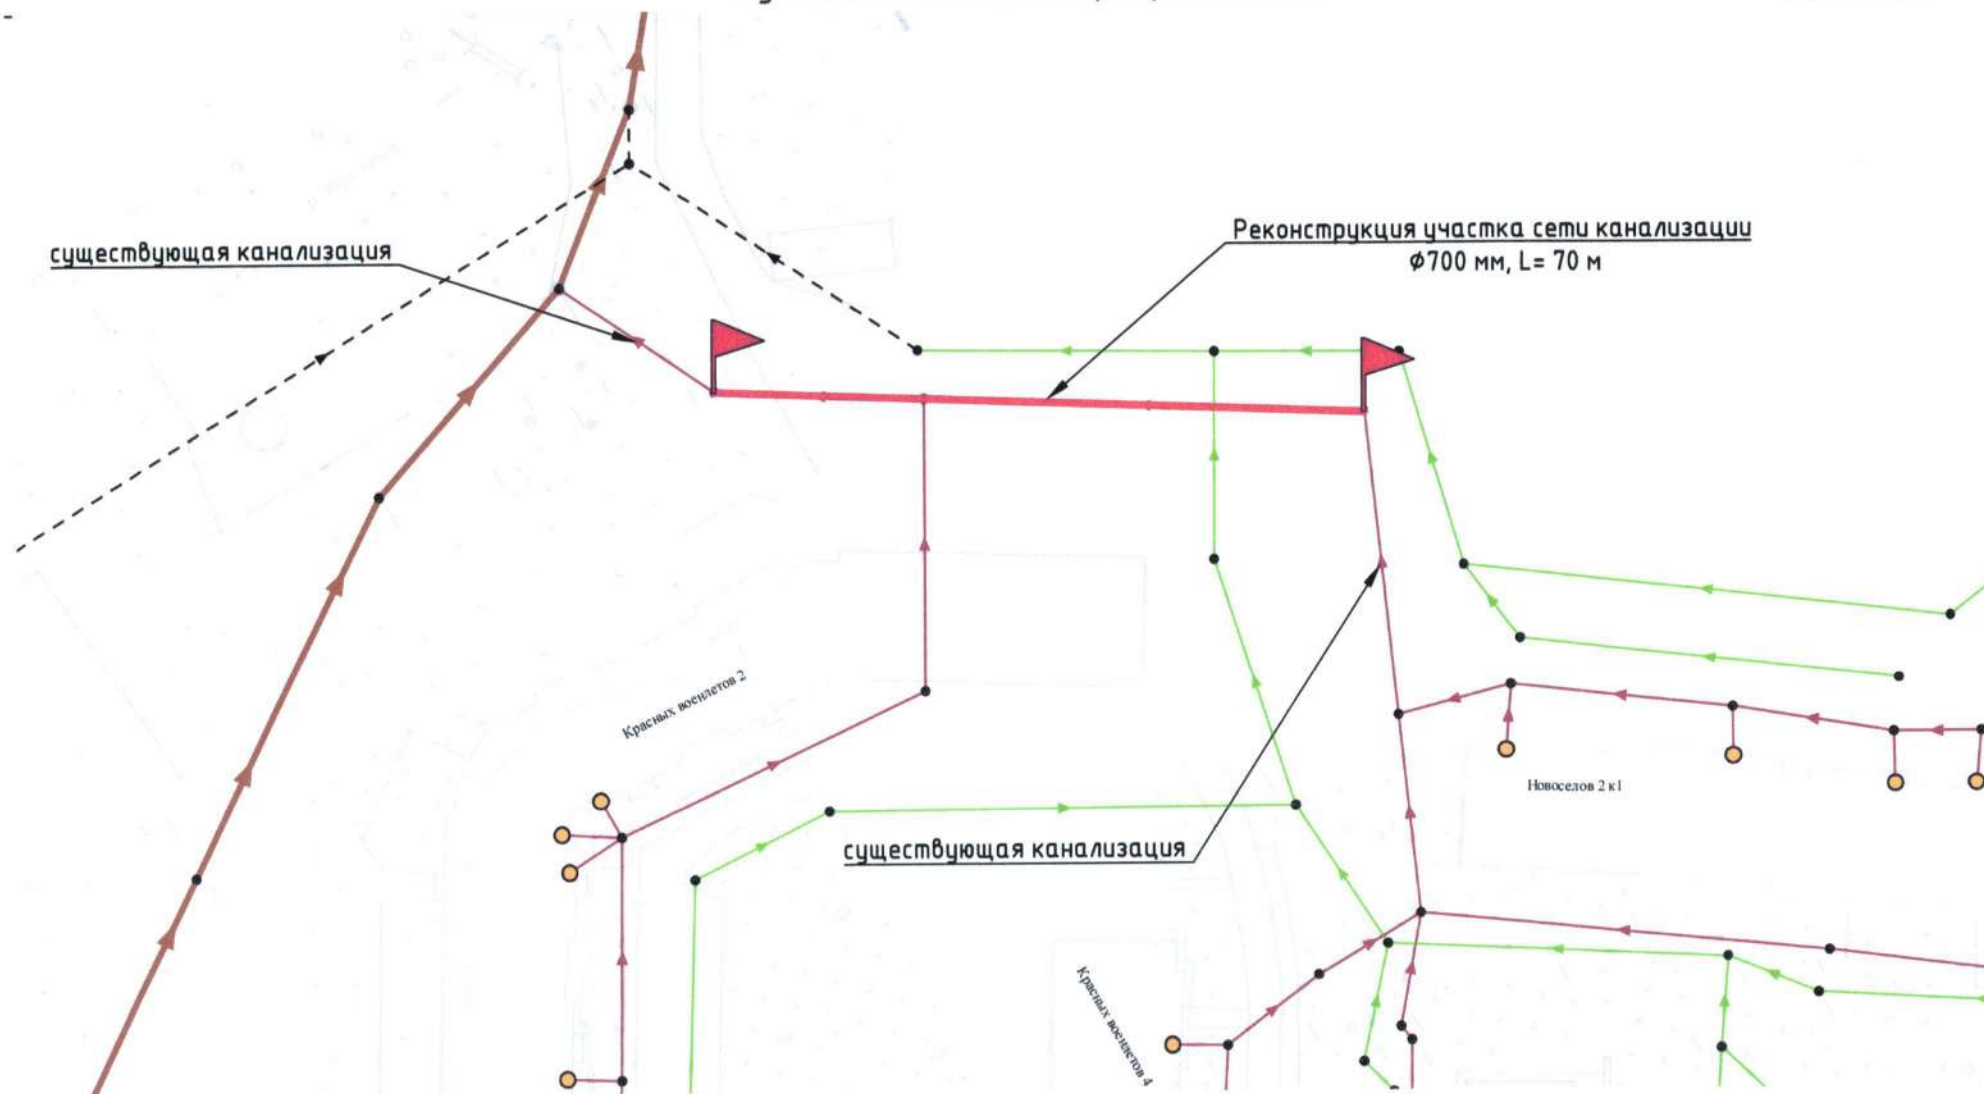 Реконструкция участка сети канализации
ϕ700 мм, L= 70 м
существующая канализация
Красных военлетов 2
Новоселов 2 к1
существующая канализация
Красных военлетов 4